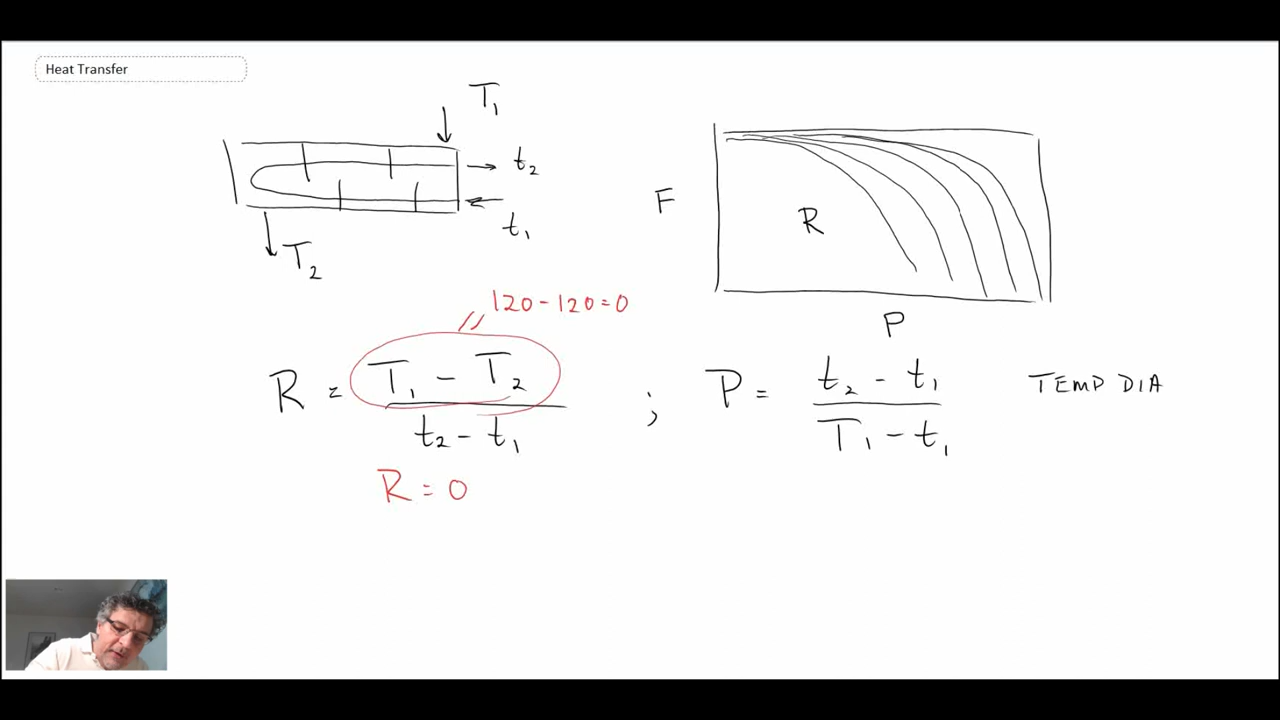 Heat Transfer
T₁
t₂
t₁
T₂
F
R
P
120 - 120 = 0
R = (T₁ - T₂) / (t₂ - t₁) ; P = (t₂ - t₁) / (T₁ - t₁)
TEMP DIA
R = 0